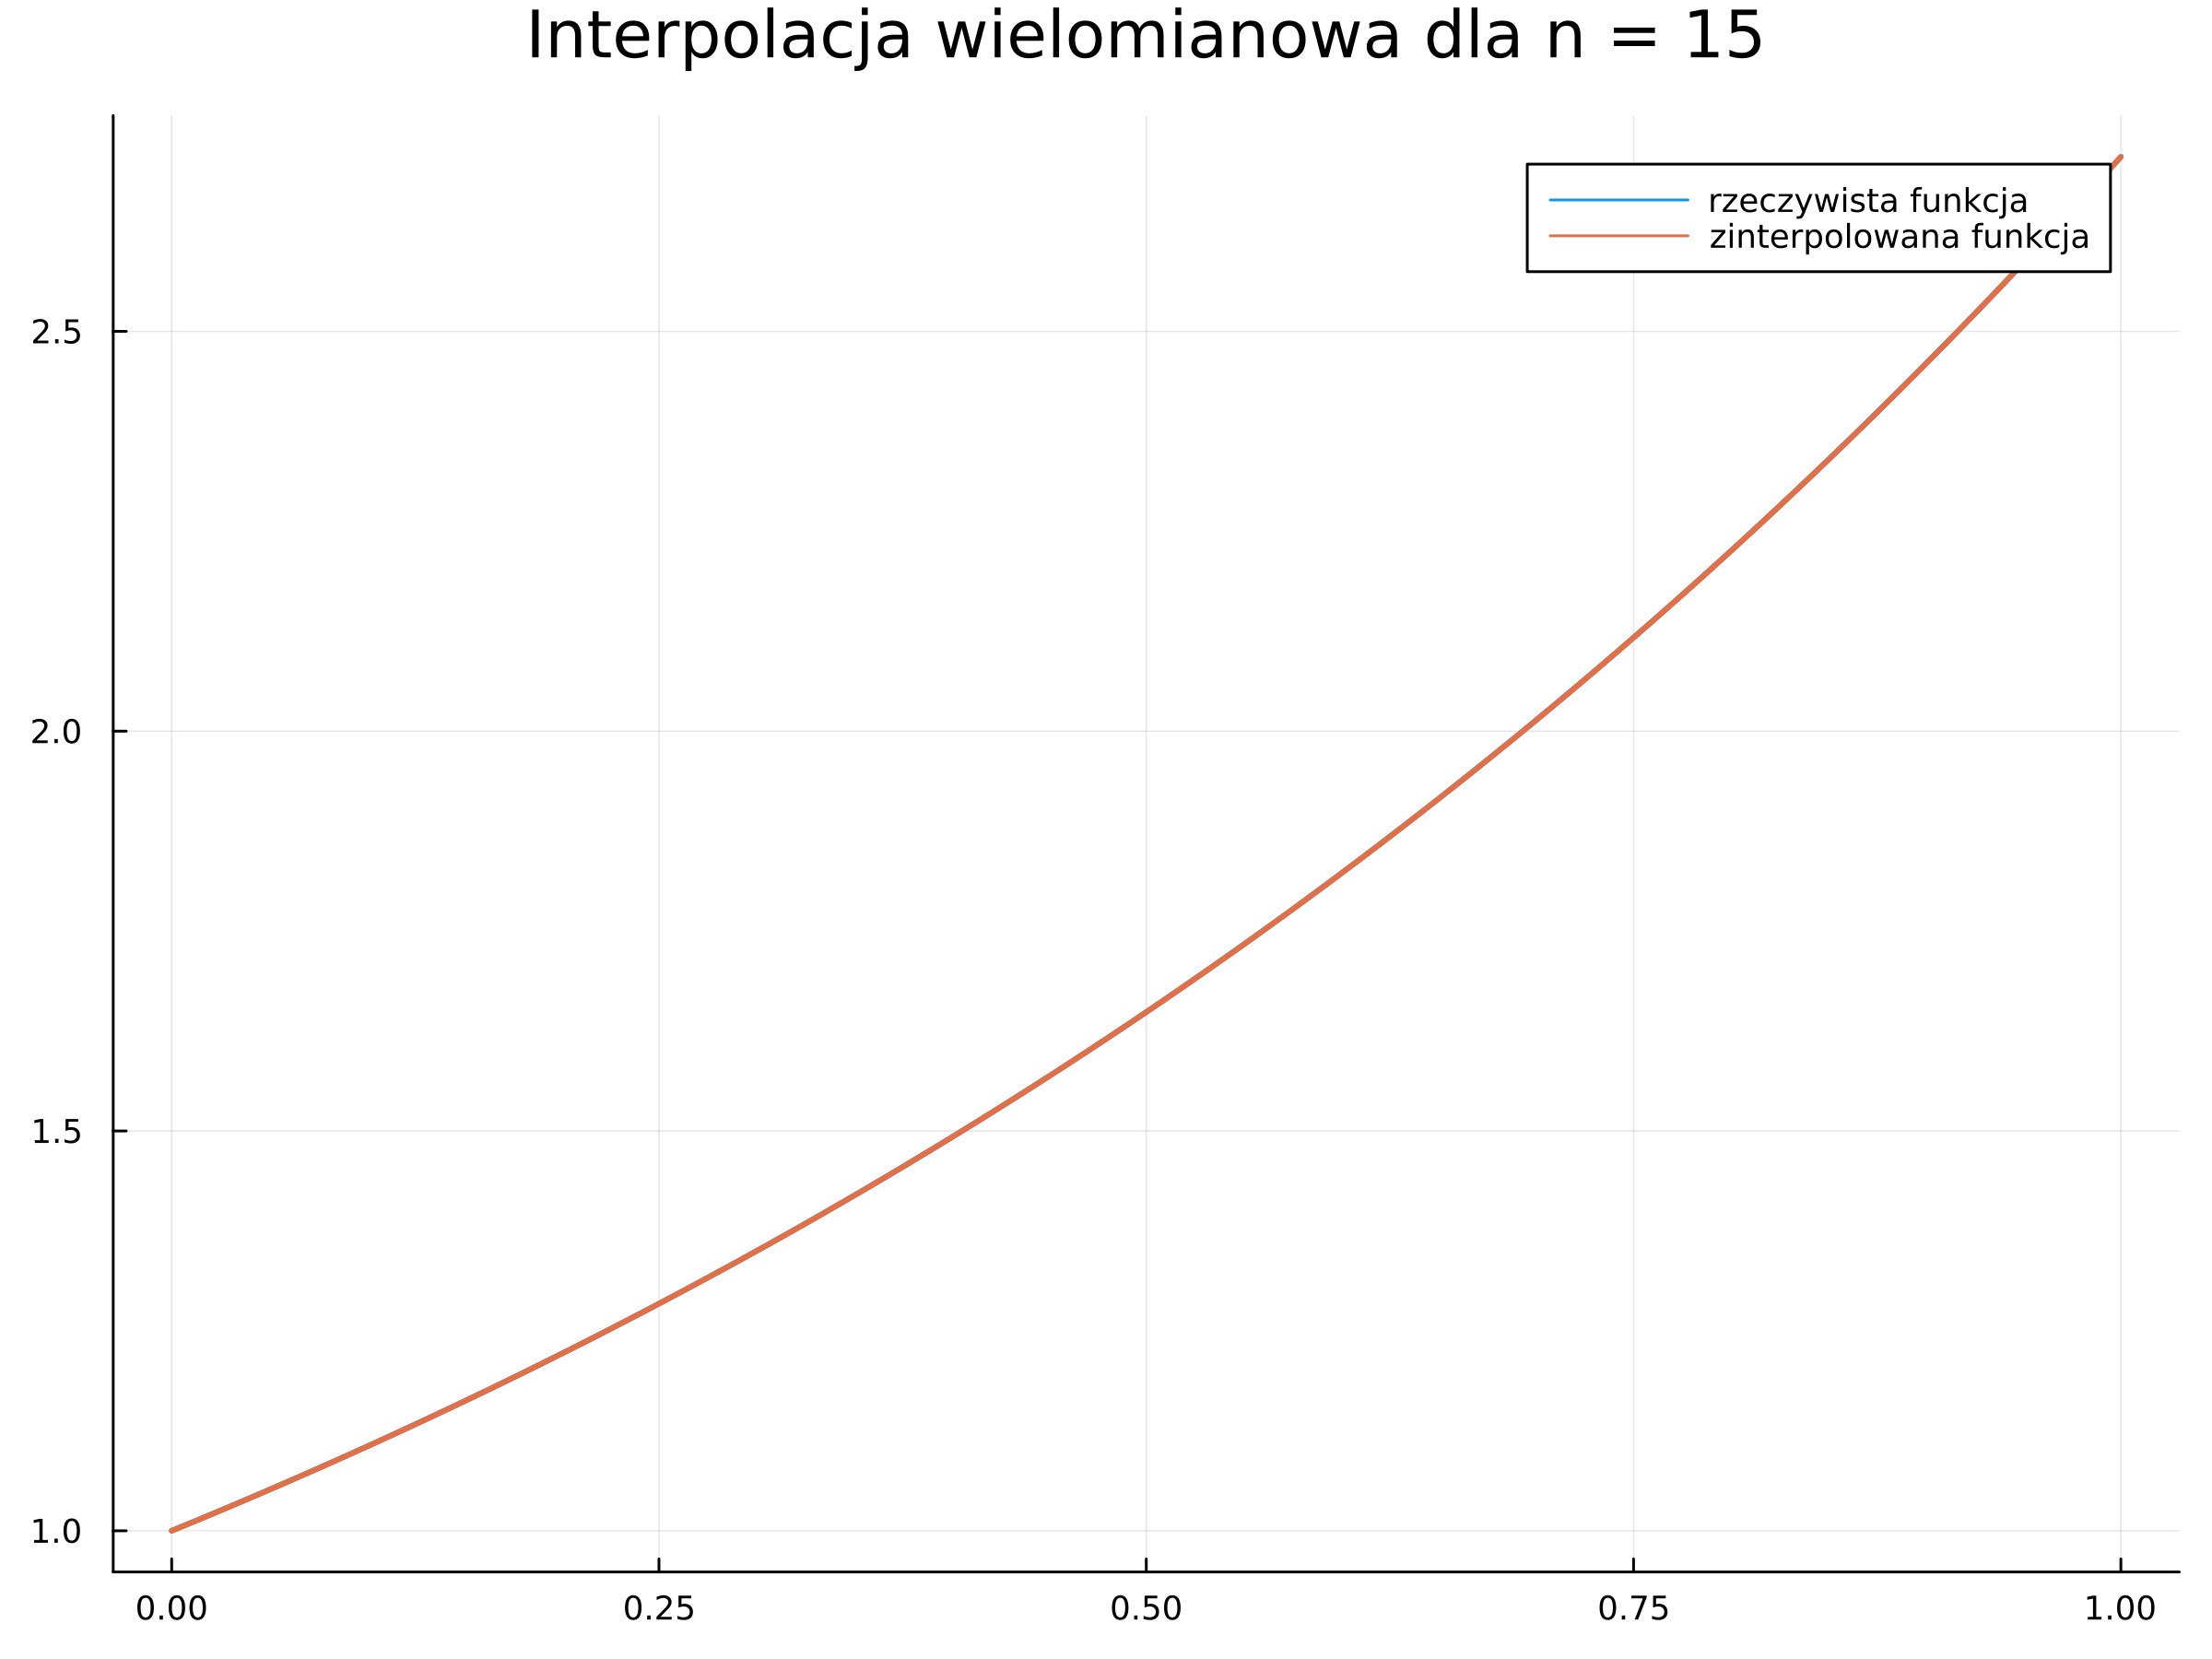 Interpolacja wielomianowa dla n = 15
rzeczywista funkcja
zinterpolowana funkcja
2.5
2.0
1.5
1.0
0.00 0.25 0.50 0.75 1.00